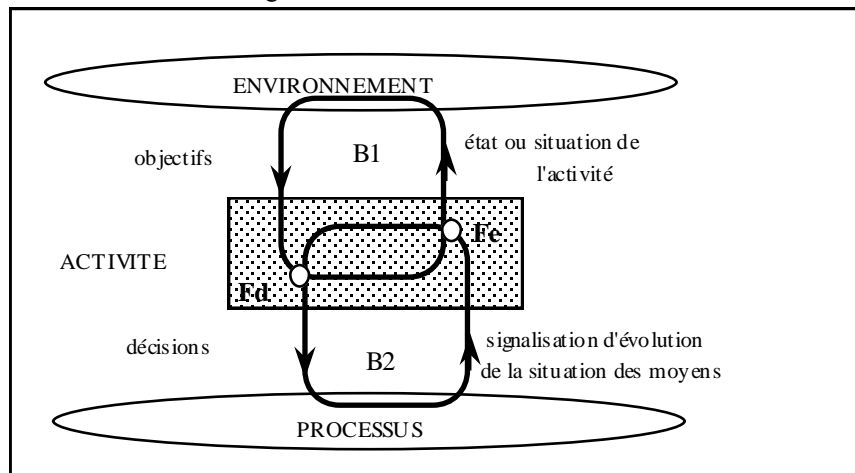 ENVIRONNEMENT
objectifs
B1
état ou situation de
l'activité
Fe
ACTIVITE
Fd
décisions
B2
signalisation d'évolution
de la situation des moyens
PROCESSUS